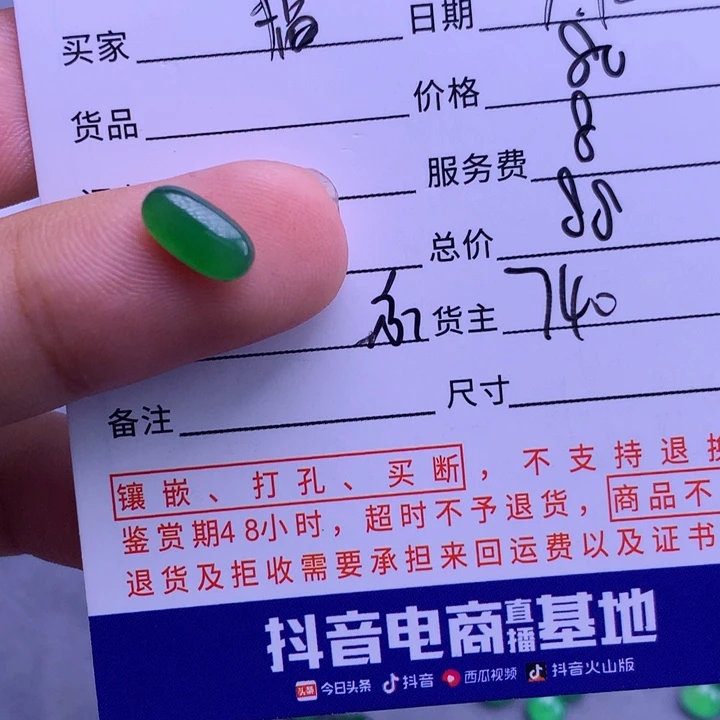 买家 福 日期
货品 价格 80
服务费 8
总价 88
货主 740
备注 尺寸
镶嵌、打孔、买断，不支持退换
鉴赏期48小时，超时不予退货，商品不
退货及拒收需要承担来回运费以及证书
抖音电商直播基地
头条 今日头条 抖音 西瓜视频 抖音火山版